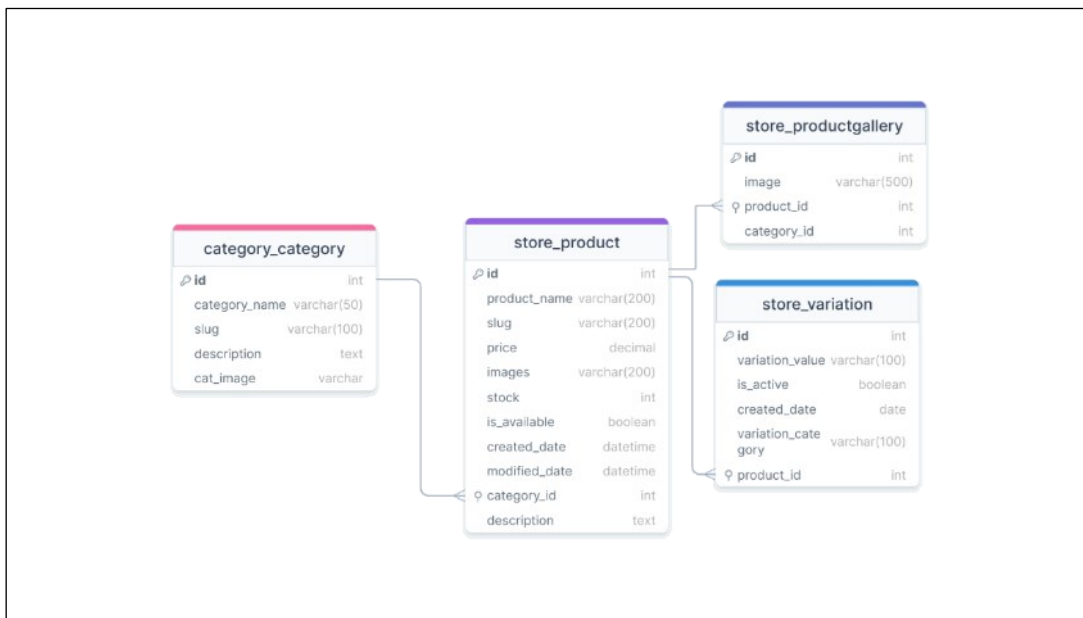 category_category
id int
category_name varchar(50)
slug varchar(100)
description text
cat_image varchar
store_product
id int
product_name varchar(200)
slug varchar(200)
price decimal
images varchar(200)
stock int
is_available boolean
created_date datetime
modified_date datetime
category_id int
description text
store_productgallery
id int
image varchar(500)
product_id int
category_id int
store_variation
id int
variation_value varchar(100)
is_active boolean
created_date date
variation_cate
gory varchar(100)
product_id int